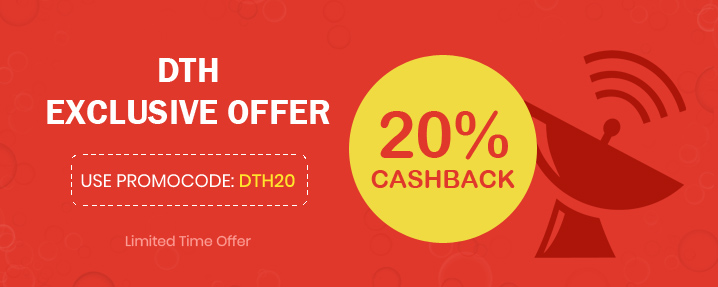 DTH
EXCLUSIVE OFFER
USE PROMOCODE: DTH20
Limited Time Offer
20%
CASHBACK